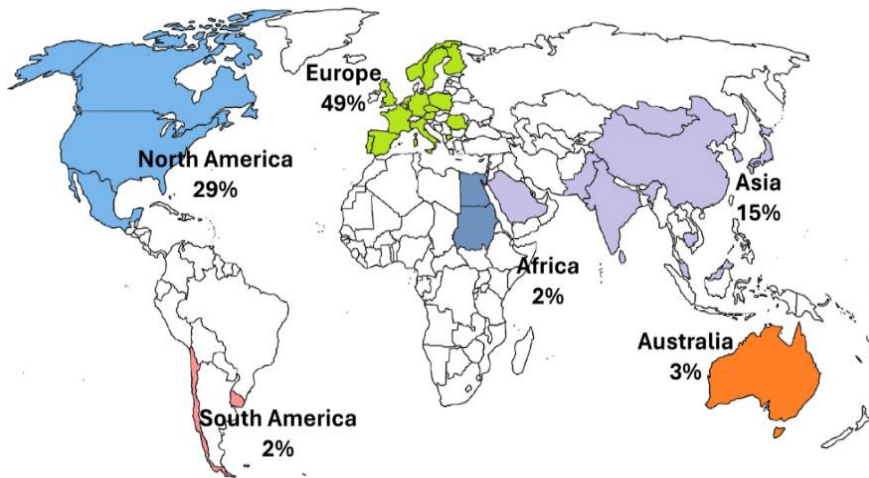 Europe
49%
North America
29%
Asia
15%
Africa
2%
Australia
3%
South America
2%